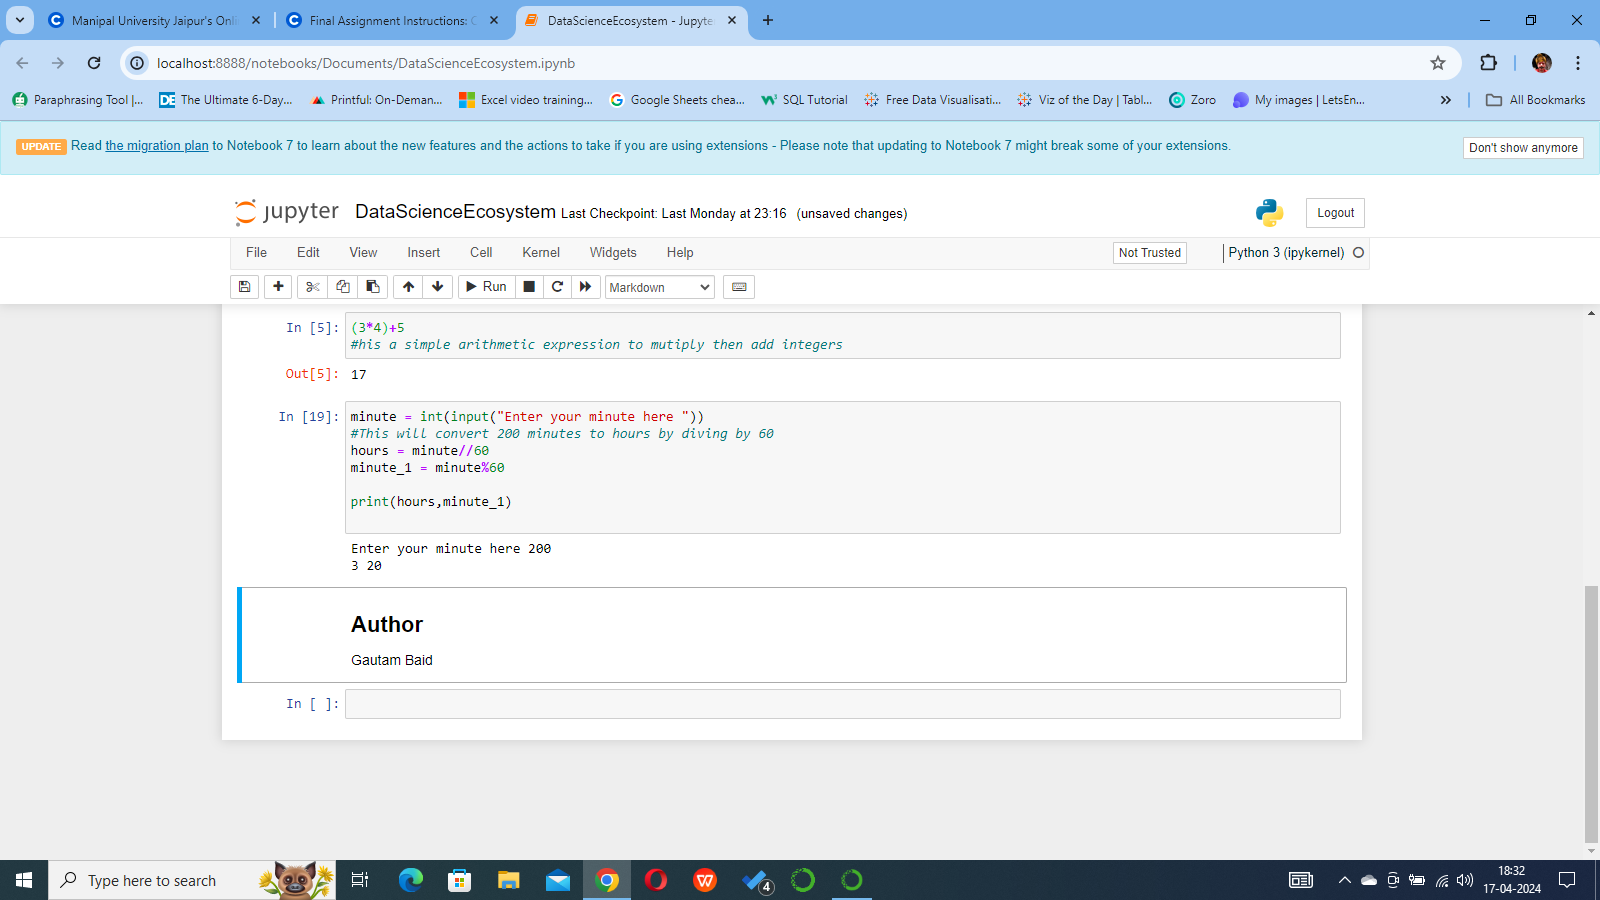 Manipal University Jaipur's Onli
Final Assignment Instructions: C
DataScienceEcosystem - Jupyte
localhost:8888/notebooks/Documents/DataScienceEcosystem.ipynb
Paraphrasing Tool |...
The Ultimate 6-Day...
Printful: On-Deman...
Excel video training...
Google Sheets chea...
SQL Tutorial
Free Data Visualisati...
Viz of the Day | Tabl...
Zoro
My images | LetsEn...
»
All Bookmarks
UPDATE Read the migration plan to Notebook 7 to learn about the new features and the actions to take if you are using extensions - Please note that updating to Notebook 7 might break some of your extensions.
Don't show anymore
jupyter DataScienceEcosystem Last Checkpoint: Last Monday at 23:16 (unsaved changes)
Logout
File Edit View Insert Cell Kernel Widgets Help
Not Trusted
Python 3 (ipykernel)
Run
Markdown
In [5]: (3*4)+5
#his a simple arithmetic expression to mutiply then add integers
Out[5]: 17
In [19]: minute = int(input("Enter your minute here "))
#This will convert 200 minutes to hours by diving by 60
hours = minute//60
minute_1 = minute%60
print(hours,minute_1)
Enter your minute here 200
3 20
Author
Gautam Baid
In [ ]:
Type here to search
4
18:32
17-04-2024